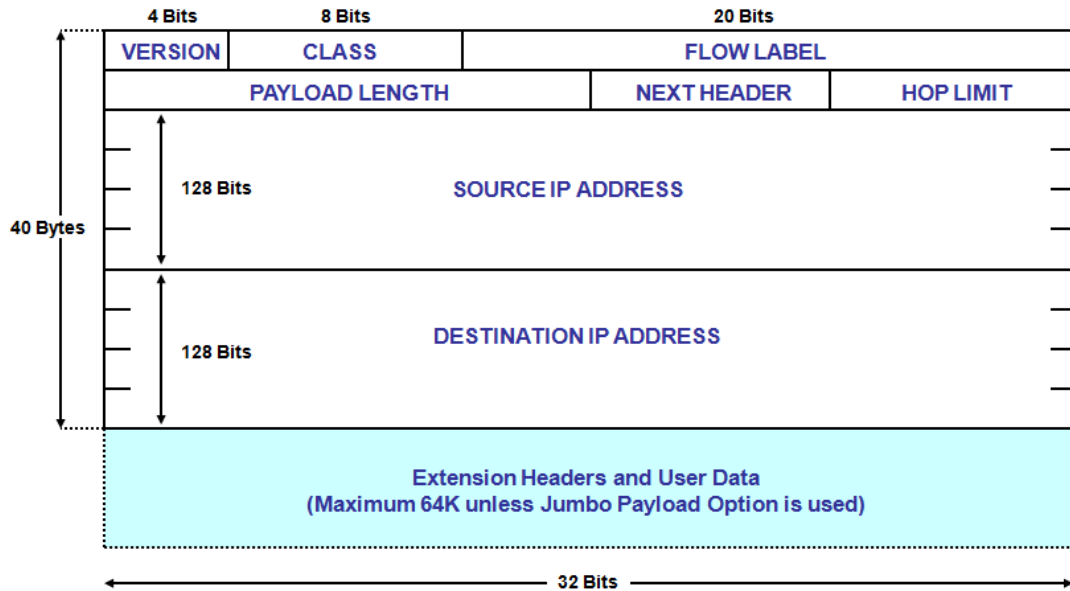 4 Bits 8 Bits 20 Bits
VERSION CLASS FLOW LABEL
PAYLOAD LENGTH NEXT HEADER HOP LIMIT
128 Bits SOURCE IP ADDRESS
40 Bytes
128 Bits DESTINATION IP ADDRESS
Extension Headers and User Data
(Maximum 64K unless Jumbo Payload Option is used)
32 Bits